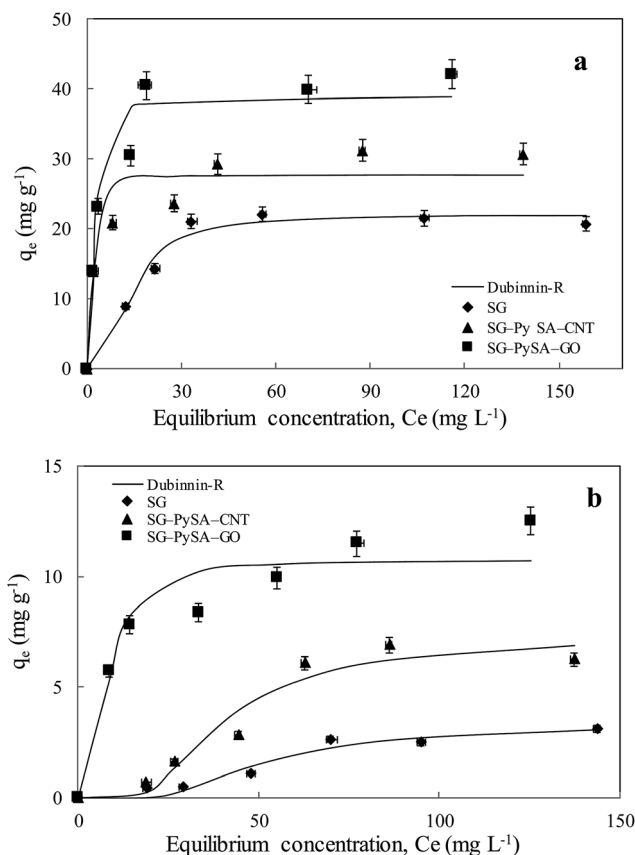 a
50
40
30
20
10
0
qe (mg g-1)
Dubinnin-R
SG
SG–Py SA–CNT
SG–PySA–GO
0 30 60 90 120 150
Equilibrium concentration, Ce (mg L-1)
b
15
10
5
0
qe (mg g-1)
Dubinnin-R
SG
SG–PySA–CNT
SG–PySA–GO
50 100 150
Equilibrium concentration, Ce (mg L-1)